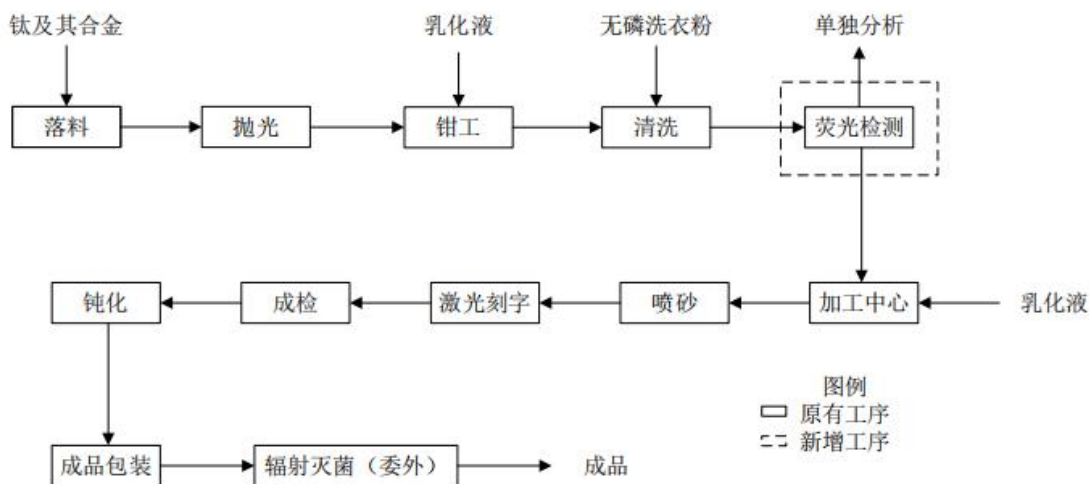 钛及其合金
乳化液
无磷洗衣粉
单独分析
落料
抛光
钳工
清洗
荧光检测
钝化
成检
激光刻字
喷砂
加工中心
乳化液
图例
原有工序
新增工序
成品包装
辐射灭菌（委外）
成品